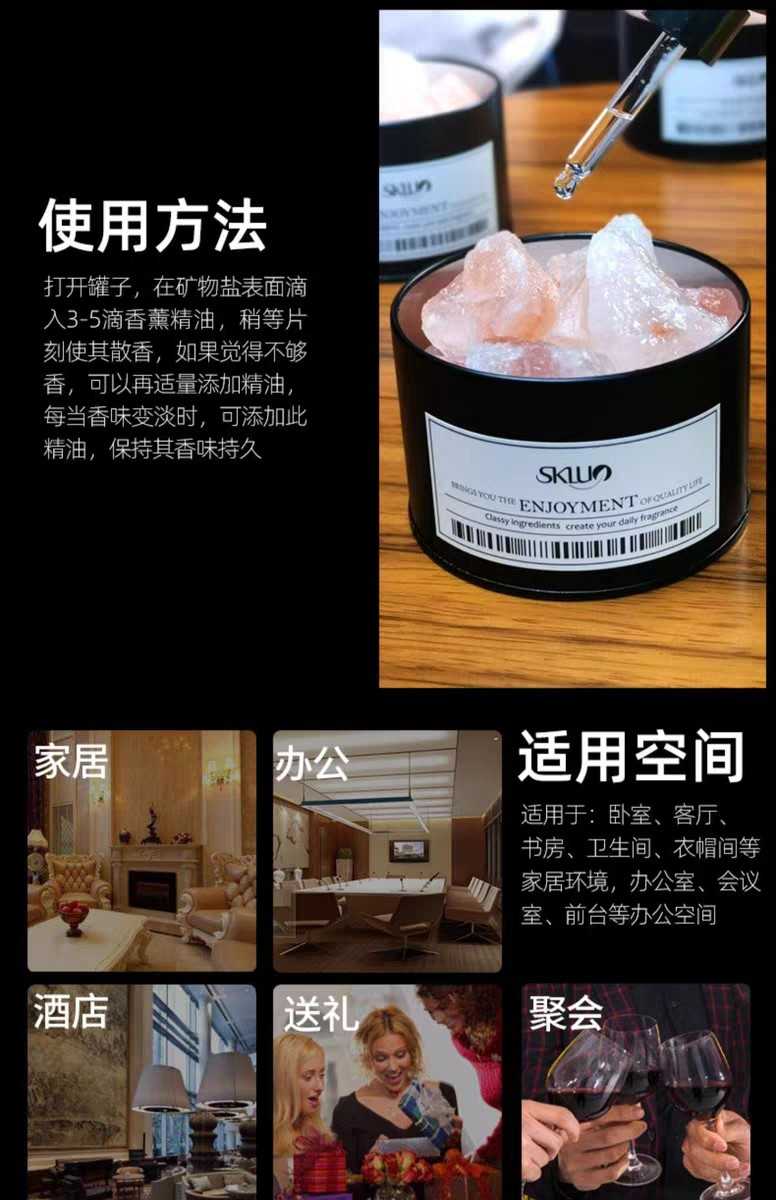 使用方法
打开罐子，在矿物盐表面滴
入3-5滴香薰精油，稍等片
刻使其散香，如果觉得不够
香，可以再适量添加精油，
每当香味变淡时，可添加此
精油，保持其香味持久
SKLUO
ENJOYMENT
SKLUO
BRINGS YOU THE ENJOYMENT OF QUALITY LIFE
Classy ingredients create your daily fragrance
家居
办公
适用空间
适用于：卧室、客厅、
书房、卫生间、衣帽间等
家居环境，办公室、会议
室、前台等办公空间
酒店
送礼
聚会